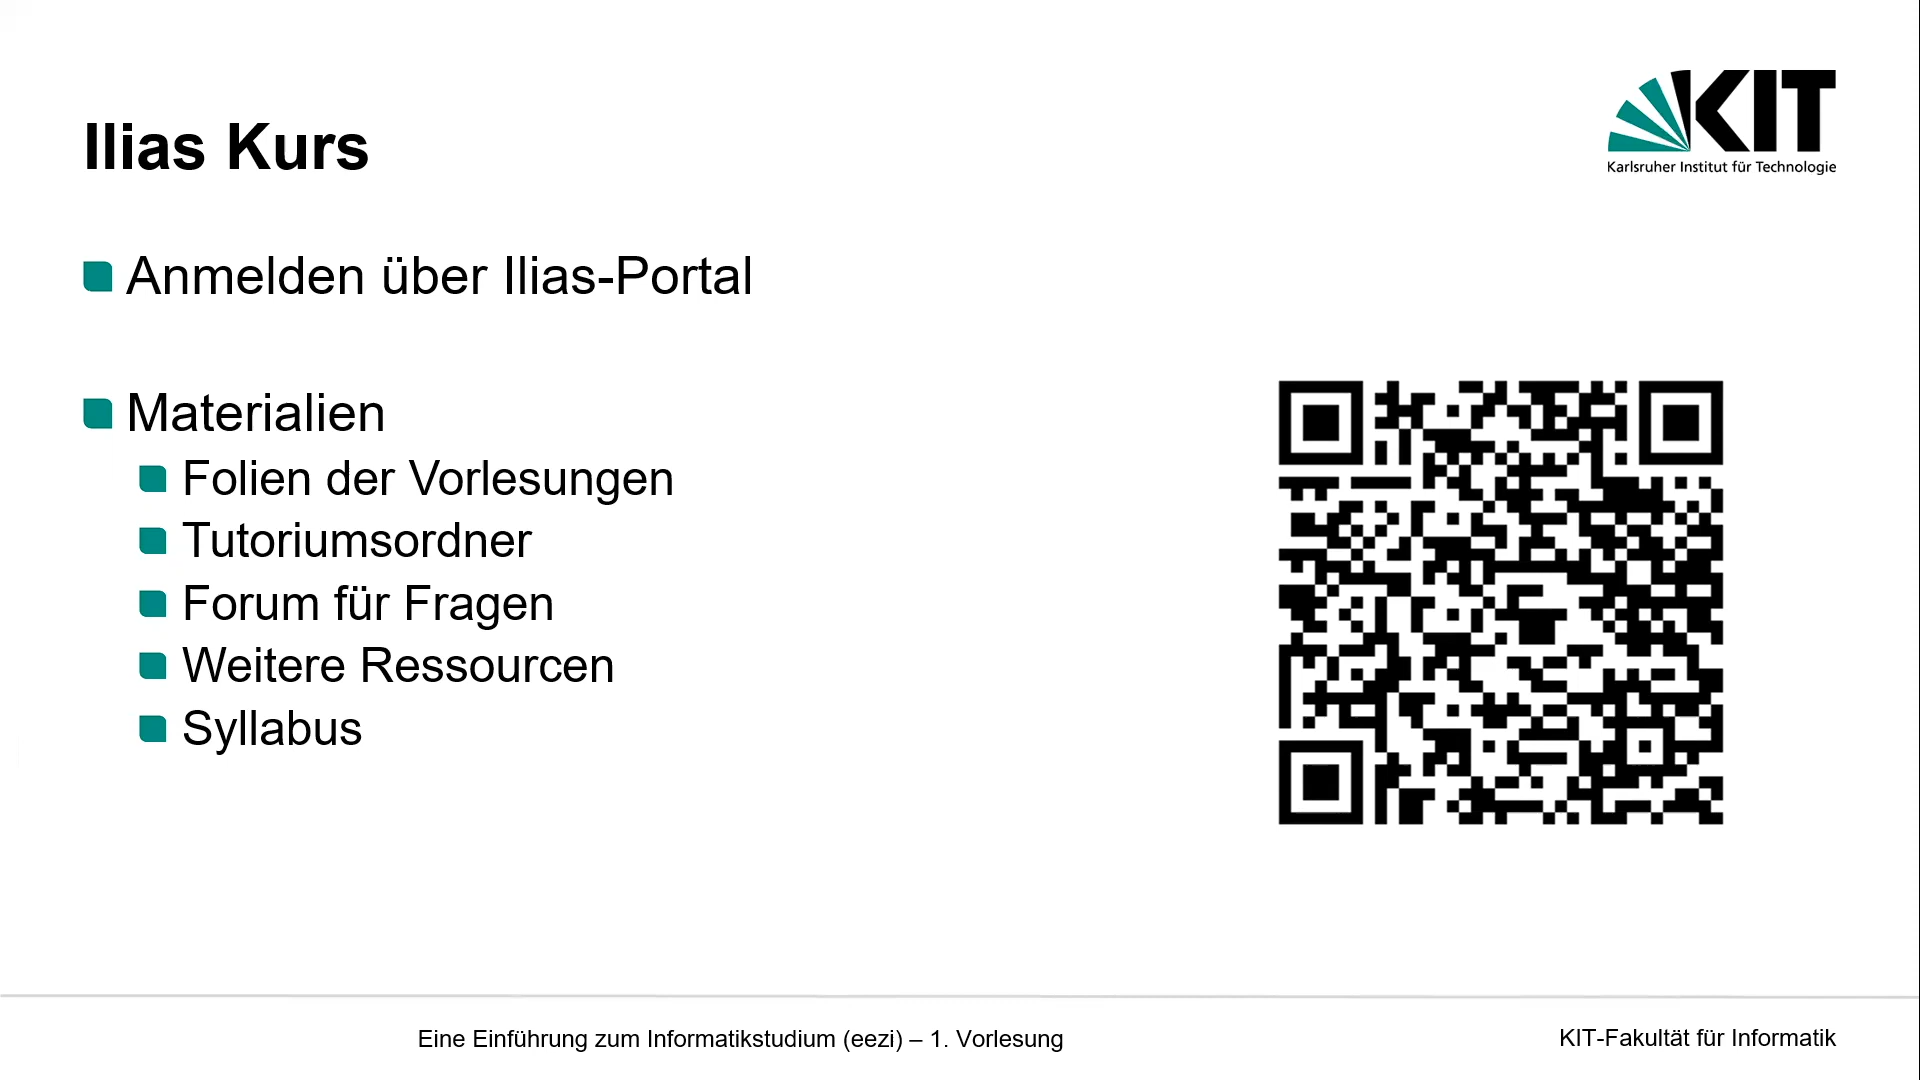 Ilias Kurs
KIT
Karlsruher Institut für Technologie
Anmelden über Ilias-Portal
Materialien
Folien der Vorlesungen
Tutoriumsordner
Forum für Fragen
Weitere Ressourcen
Syllabus
Eine Einführung zum Informatikstudium (eezi) – 1. Vorlesung
KIT-Fakultät für Informatik